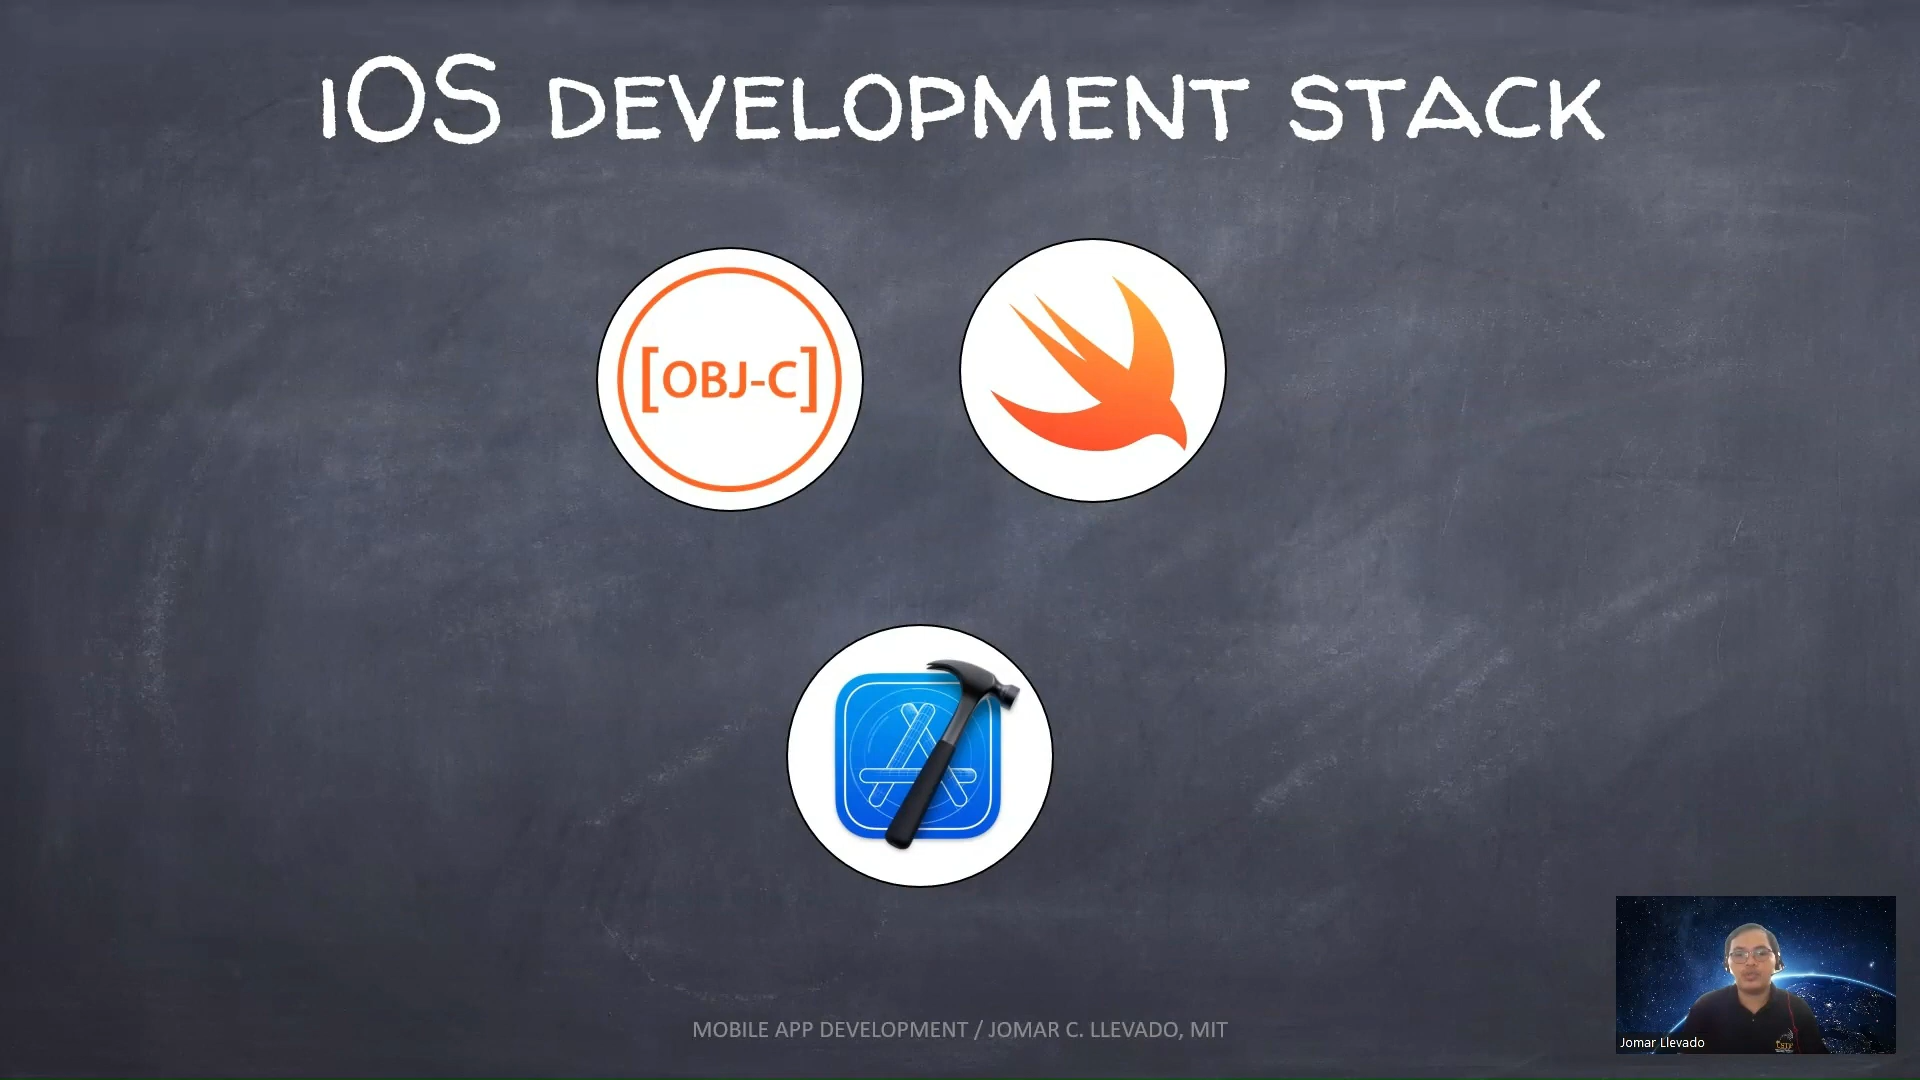 iOS DEVELOPMENT STACK
[OBJ-C]
MOBILE APP DEVELOPMENT / JOMAR C. LLEVADO, MIT
Jomar Llevado